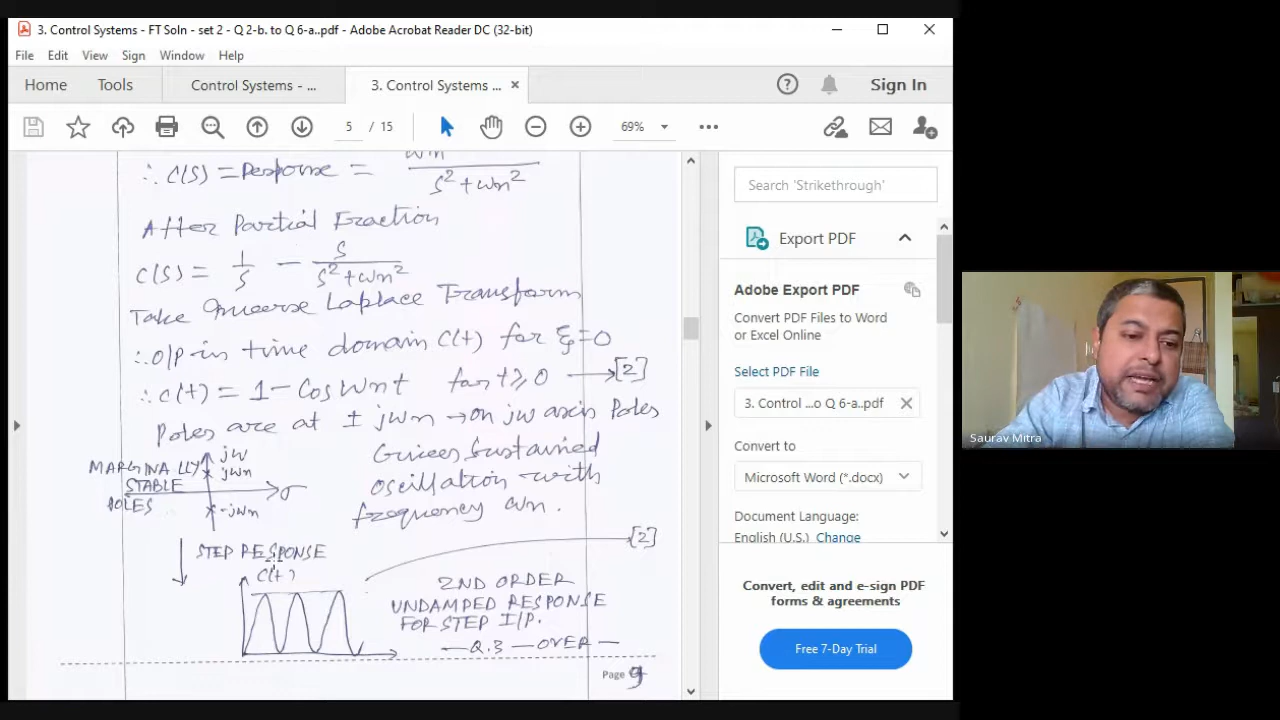 3. Control Systems - FT Soln - set 2 - Q 2-b. to Q 6-a..pdf - Adobe Acrobat Reader DC (32-bit)
File Edit View Sign Window Help
Home Tools Control Systems - ... 3. Control Systems ... × Sign In
5 / 15 69%
∴ C(S) = Response = ωn² / S² + ωn²
After Partial Fraction
C(S) = 1/S − S / S² + ωn²
Take Inverse Laplace Transform
∴ O/P in time domain C(t) for ξ = 0
∴ c(t) = 1 - Cos ωn t for t ≥ 0 → [2]
Poles are at ± jωn → on jω axis Poles
Gives Sustained
oscillation with
frequency ωn.
MARGINALLY
STABLE
POLES
jω
jωn
σ
-jωn
[2]
STEP RESPONSE
C(t)
2ND ORDER
UNDAMPED RESPONSE
FOR STEP I/P.
— Q.3 — OVER —
Page 9
Search 'Strikethrough'
Export PDF
Adobe Export PDF
Convert PDF Files to Word
or Excel Online
Select PDF File
3. Control ...o Q 6-a..pdf ×
Convert to
Microsoft Word (*.docx)
Document Language:
English (U.S.) Change
Convert, edit and e-sign PDF
forms & agreements
Free 7-Day Trial
Saurav Mitra